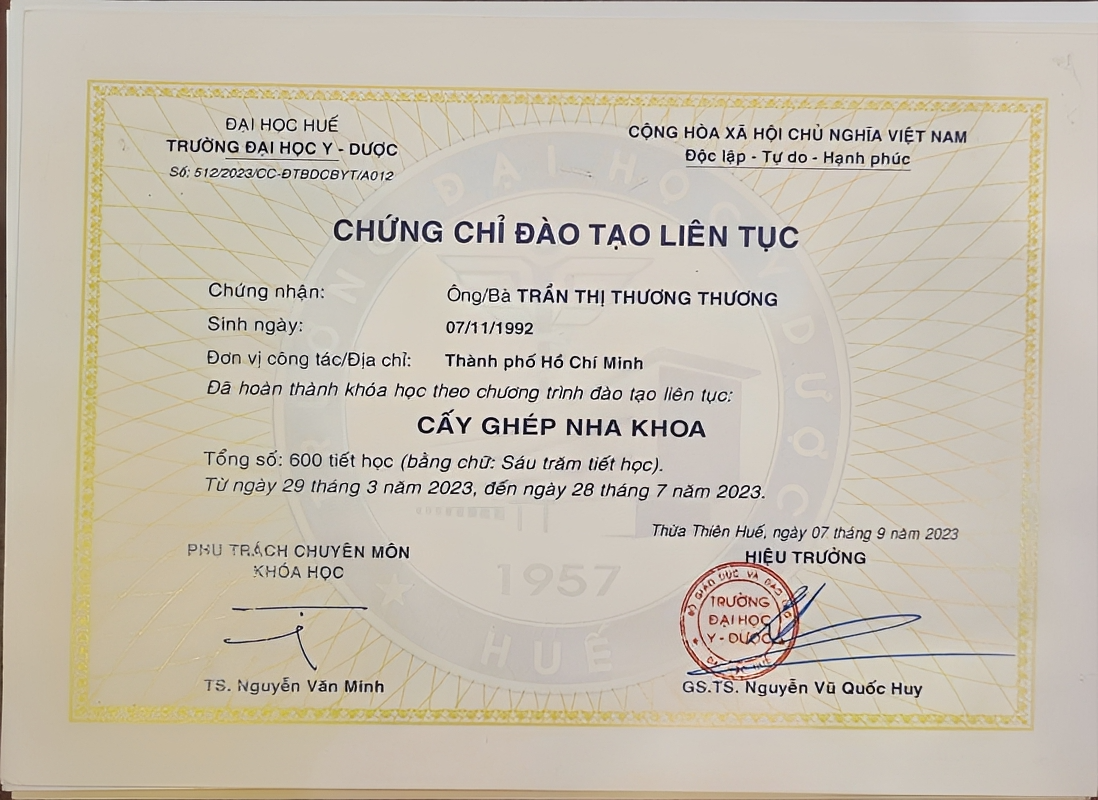 ĐẠI HỌC HUẾ
TRƯỜNG ĐẠI HỌC Y - DƯỢC
Số: 512/2023/CC-ĐTBDCBYT/A012
CỘNG HÒA XÃ HỘI CHỦ NGHĨA VIỆT NAM
Độc lập - Tự do - Hạnh phúc
CHỨNG CHỈ ĐÀO TẠO LIÊN TỤC
Chứng nhận: Ông/Bà TRẦN THỊ THƯƠNG THƯƠNG
Sinh ngày: 07/11/1992
Đơn vị công tác/Địa chỉ: Thành phố Hồ Chí Minh
Đã hoàn thành khóa học theo chương trình đào tạo liên tục:
CẤY GHÉP NHA KHOA
Tổng số: 600 tiết học (bằng chữ: Sáu trăm tiết học).
Từ ngày 29 tháng 3 năm 2023, đến ngày 28 tháng 7 năm 2023.
Thừa Thiên Huế, ngày 07 tháng 9 năm 2023
PHỤ TRÁCH CHUYÊN MÔN
KHÓA HỌC
HIỆU TRƯỞNG
TRƯỜNG
ĐẠI HỌC
Y - DƯỢC
TS. Nguyễn Văn Minh
GS.TS. Nguyễn Vũ Quốc Huy
TRƯỜNG ĐẠI HỌC Y DƯỢC
1957
HUẾ